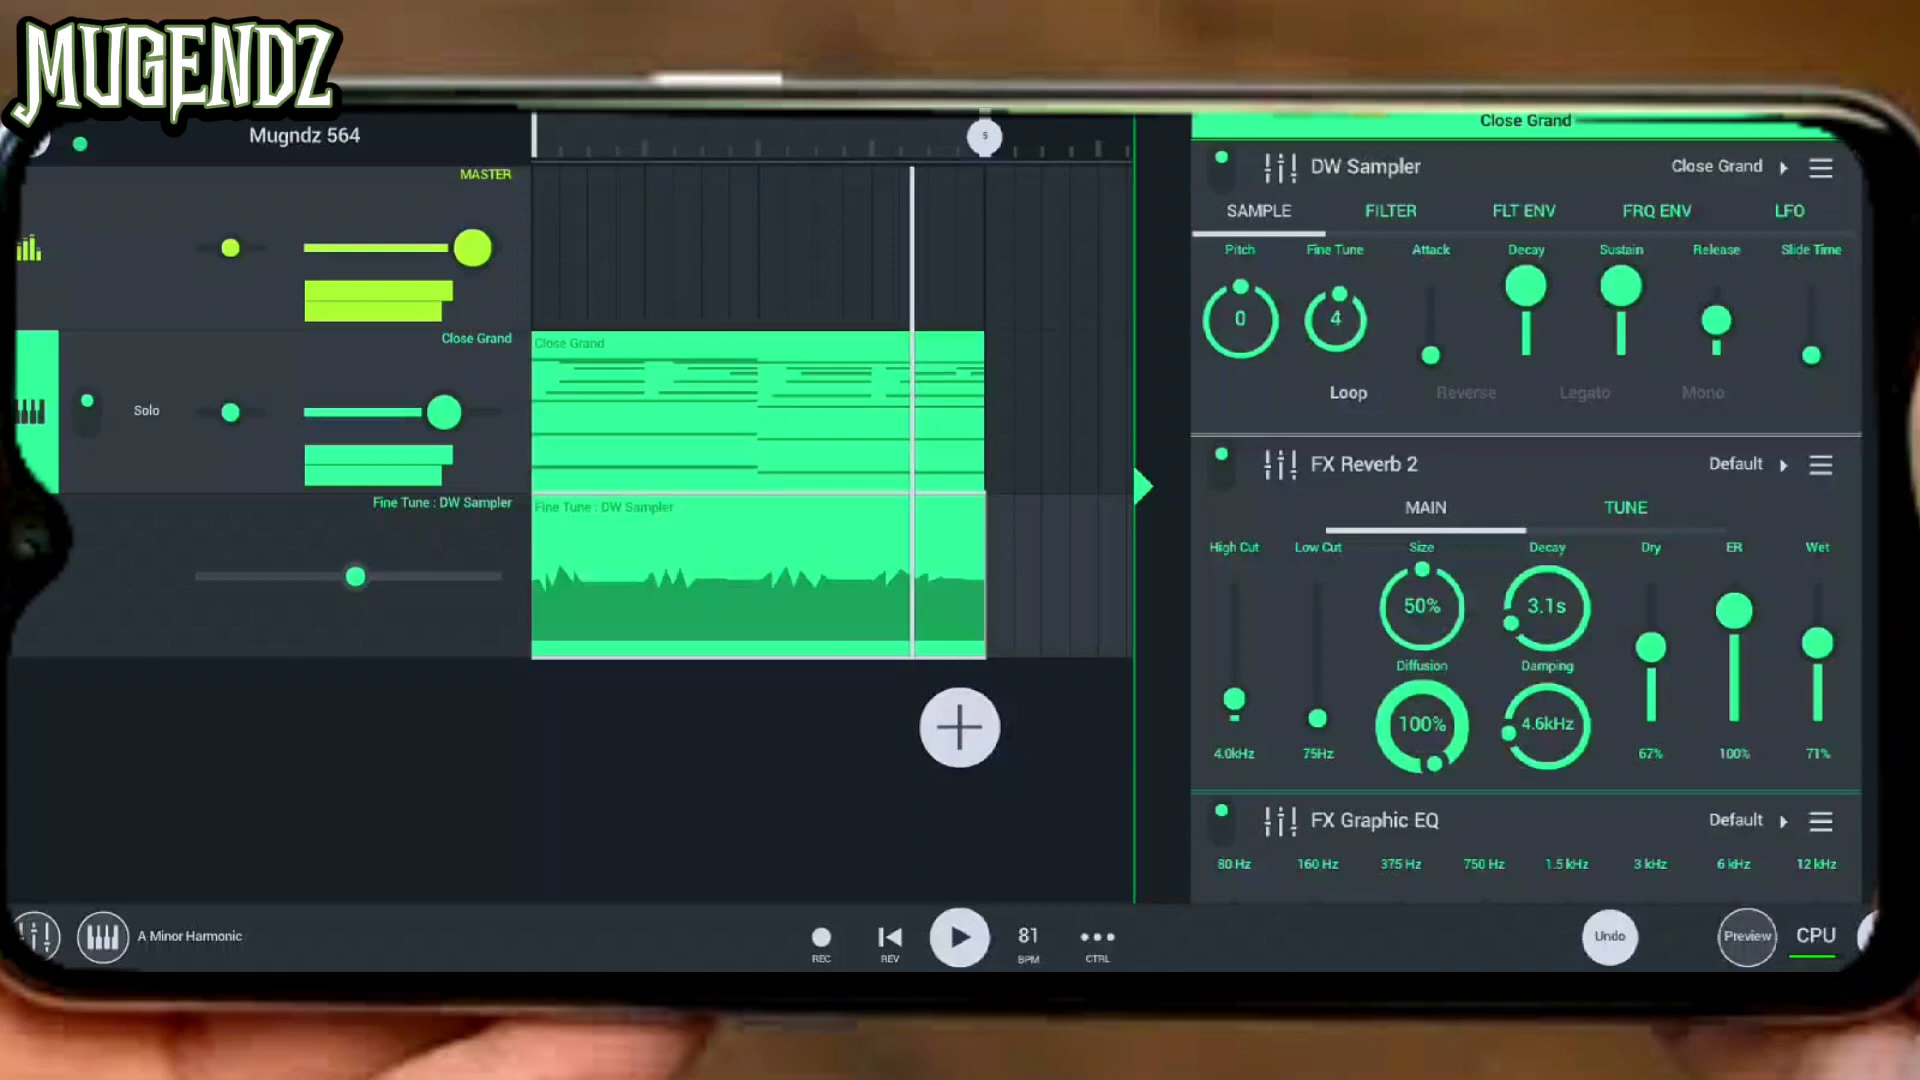 MUGENDZ
Mugndz 564
5
Close Grand
MASTER
DW Sampler
Close Grand
SAMPLE
FILTER
FLT ENV
FRQ ENV
LFO
Pitch
Fine Tune
Attack
Decay
Sustain
Release
Slide Time
0
4
Close Grand
Close Grand
Loop
Reverse
Legato
Mono
Solo
FX Reverb 2
Default
Fine Tune : DW Sampler
Fine Tune : DW Sampler
MAIN
TUNE
High Cut
Low Cut
Size
Decay
Dry
ER
Wet
50%
3.1s
Diffusion
Damping
100%
4.6kHz
4.0kHz
75Hz
67%
100%
71%
FX Graphic EQ
Default
80 Hz
160 Hz
375 Hz
750 Hz
1.5 kHz
3 kHz
6 kHz
12 kHz
A Minor Harmonic
REC
REV
81
BPM
CTRL
Undo
Preview
CPU